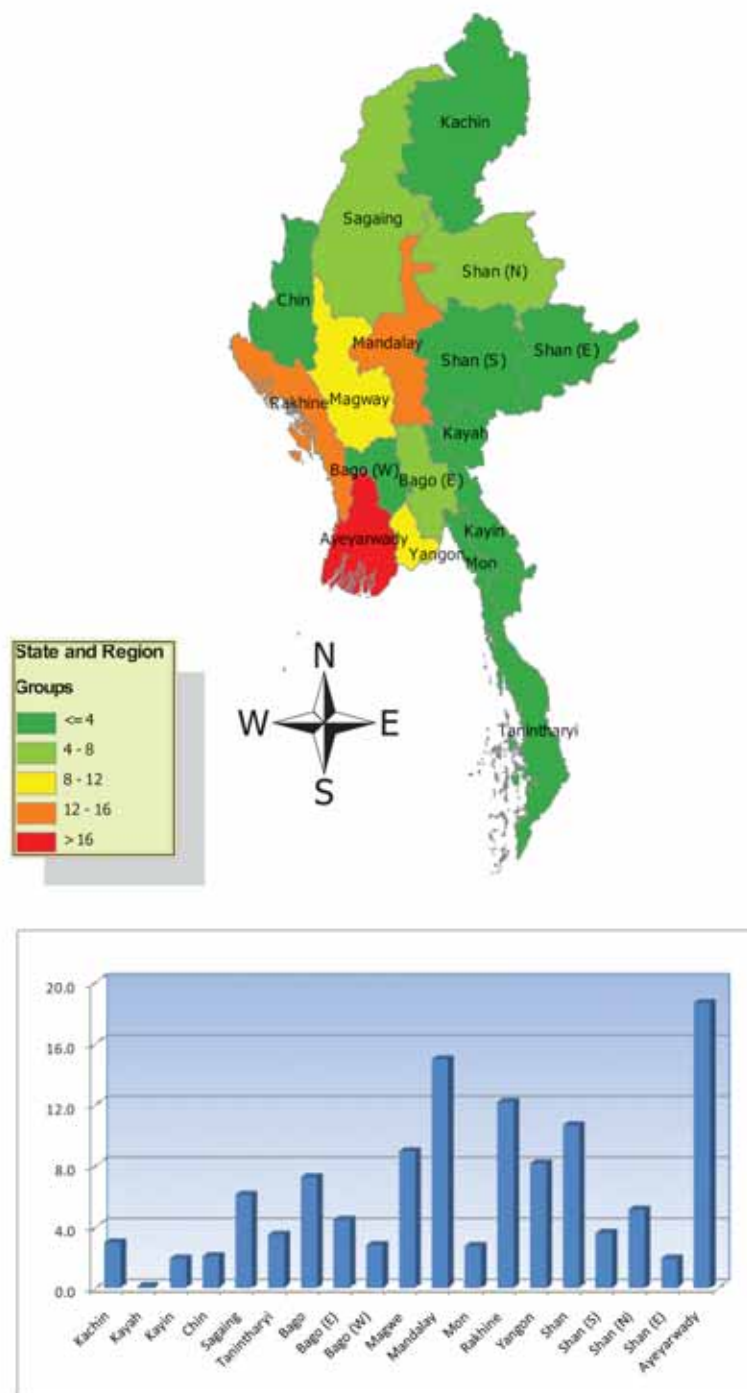 Kachin
Sagaing
Shan (N)
Chin
Mandalay
Shan (S)
Shan (E)
Rakhine
Magway
Kayah
Bago (W)
Bago (E)
Ayeyarwady
Yangon
Kayin
Mon
Tanintharyi
N
W
E
S
State and Region
Groups
<= 4
4 - 8
8 - 12
12 - 16
> 16
20.0
16.0
12.0
8.0
4.0
0.0
Kachin
Kayah
Kayin
Chin
Sagaing
Tanintharyi
Bago
Bago (E)
Bago (W)
Magwe
Mandalay
Mon
Rakhine
Yangon
Shan
Shan (S)
Shan (N)
Shan (E)
Ayeyarwady